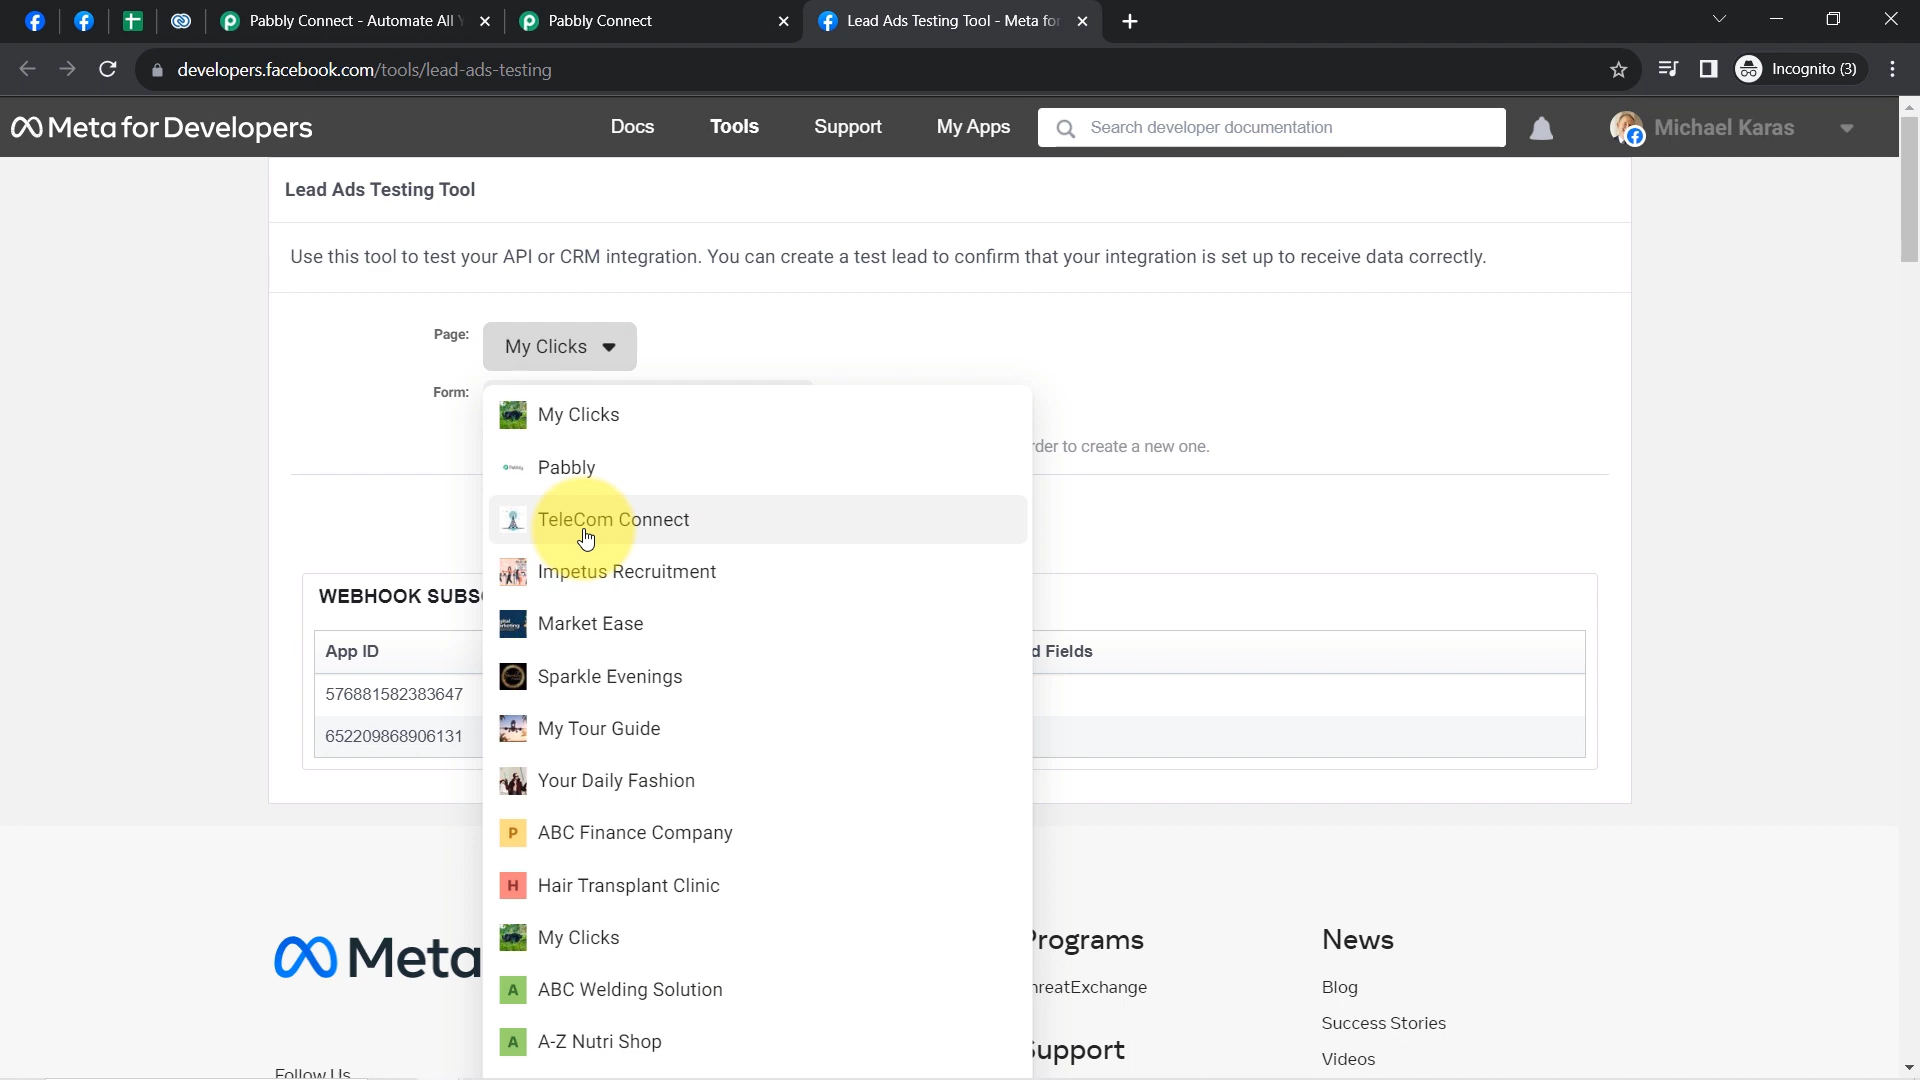 Pabbly Connect - Automate All
Pabbly Connect
Lead Ads Testing Tool - Meta for
developers.facebook.com/tools/lead-ads-testing
Incognito (3)
Meta for Developers
Docs
Tools
Support
My Apps
Search developer documentation
Michael Karas
Lead Ads Testing Tool
Use this tool to test your API or CRM integration. You can create a test lead to confirm that your integration is set up to receive data correctly.
Page:
My Clicks
Form:
My Clicks
rder to create a new one.
Pabbly
TeleCom Connect
Impetus Recruitment
WEBHOOK SUBS
Market Ease
App ID
d Fields
Sparkle Evenings
576881582383647
My Tour Guide
652209868906131
Your Daily Fashion
P ABC Finance Company
H Hair Transplant Clinic
My Clicks
Meta
Programs
News
A ABC Welding Solution
hreatExchange
Blog
Success Stories
A A-Z Nutri Shop
Support
Videos
Follow Us